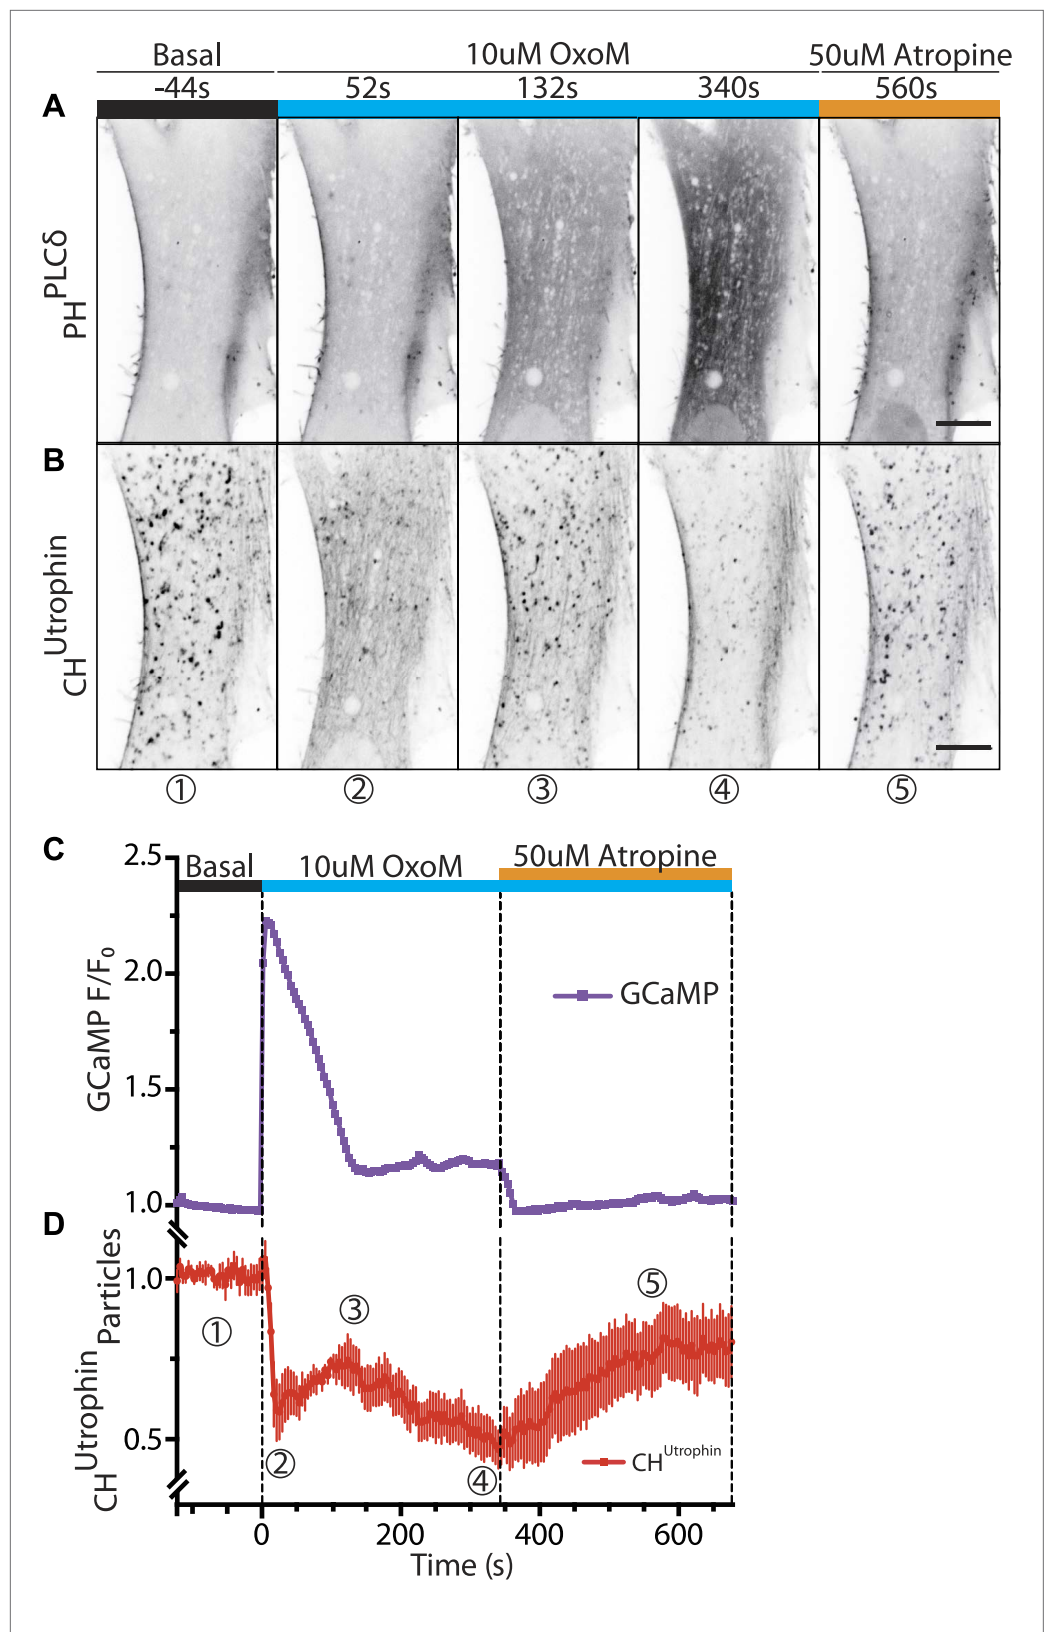 Basal 10uM OxoM 50uM Atropine
-44s 52s 132s 340s 560s
A
PH^PLCδ
B
CH^Utrophin
① ② ③ ④ ⑤
C
2.5 Basal 10uM OxoM 50uM Atropine
2.0
GCaMP F/F₀
GCaMP
1.5
1.0
D
1.0
CH^Utrophin Particles
① ② ③ ④ ⑤
0.5
CH^Utrophin
0 200 400 600
Time (s)